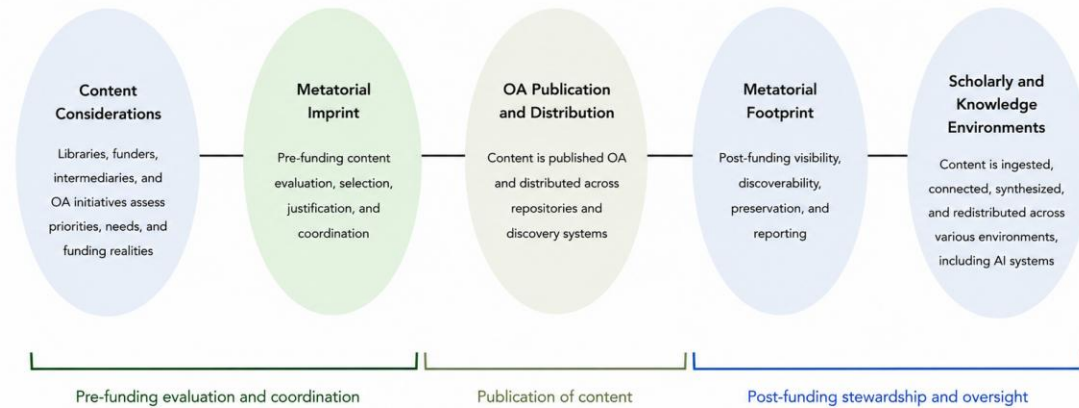 Content
Considerations
Libraries, funders,
intermediaries, and
OA initiatives assess
priorities, needs, and
funding realities
Metatorial
Imprint
Pre-funding content
evaluation, selection,
justification, and
coordination
OA Publication
and Distribution
Content is published OA
and distributed across
repositories and
discovery systems
Metatorial
Footprint
Post-funding visibility,
discoverability,
preservation, and
reporting
Scholarly and
Knowledge
Environments
Content is ingested,
connected, synthesized,
and redistributed across
various environments,
including AI systems
Pre-funding evaluation and coordination
Publication of content
Post-funding stewardship and oversight